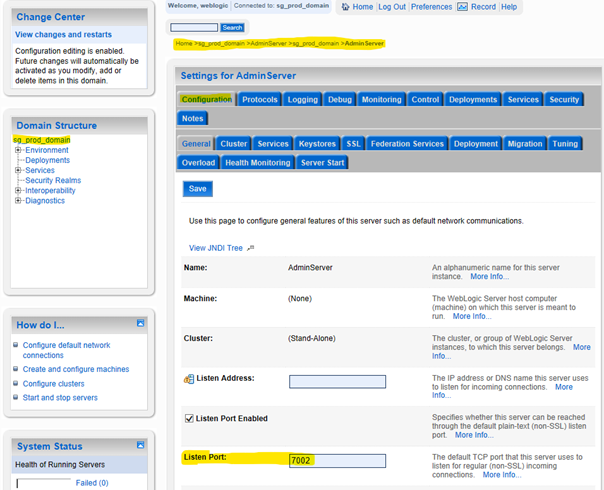 Change Center
View changes and restarts
Configuration editing is enabled.
Future changes will automatically
be activated as you modify, add or
delete items in this domain.
Domain Structure
sg_prod_domain
Environment
Deployments
Services
Security Realms
Interoperability
Diagnostics
How do I...
Configure default network
connections
Create and configure machines
Configure clusters
Start and stop servers
System Status
Health of Running Servers
Failed (0)
Welcome, weblogic Connected to: sg_prod_domain Home Log Out Preferences Record Help
Search
Home >sg_prod_domain >AdminServer >sg_prod_domain >AdminServer
Settings for AdminServer
Configuration Protocols Logging Debug Monitoring Control Deployments Services Security
Notes
General Cluster Services Keystores SSL Federation Services Deployment Migration Tuning
Overload Health Monitoring Server Start
Save
Use this page to configure general features of this server such as default network communications.
View JNDI Tree
Name: AdminServer An alphanumeric name for this server
instance. More Info...
Machine: (None) The WebLogic Server host computer
(machine) on which this server is meant to
run. More Info...
Cluster: (Stand-Alone) The cluster, or group of WebLogic Server
instances, to which this server belongs. More
Info...
Listen Address: The IP address or DNS name this server uses
to listen for incoming connections. More
Info...
Listen Port Enabled Specifies whether this server can be reached
through the default plain-text (non-SSL) listen
port. More Info...
Listen Port: 7002 The default TCP port that this server uses to
listen for regular (non-SSL) incoming
connections. More Info...